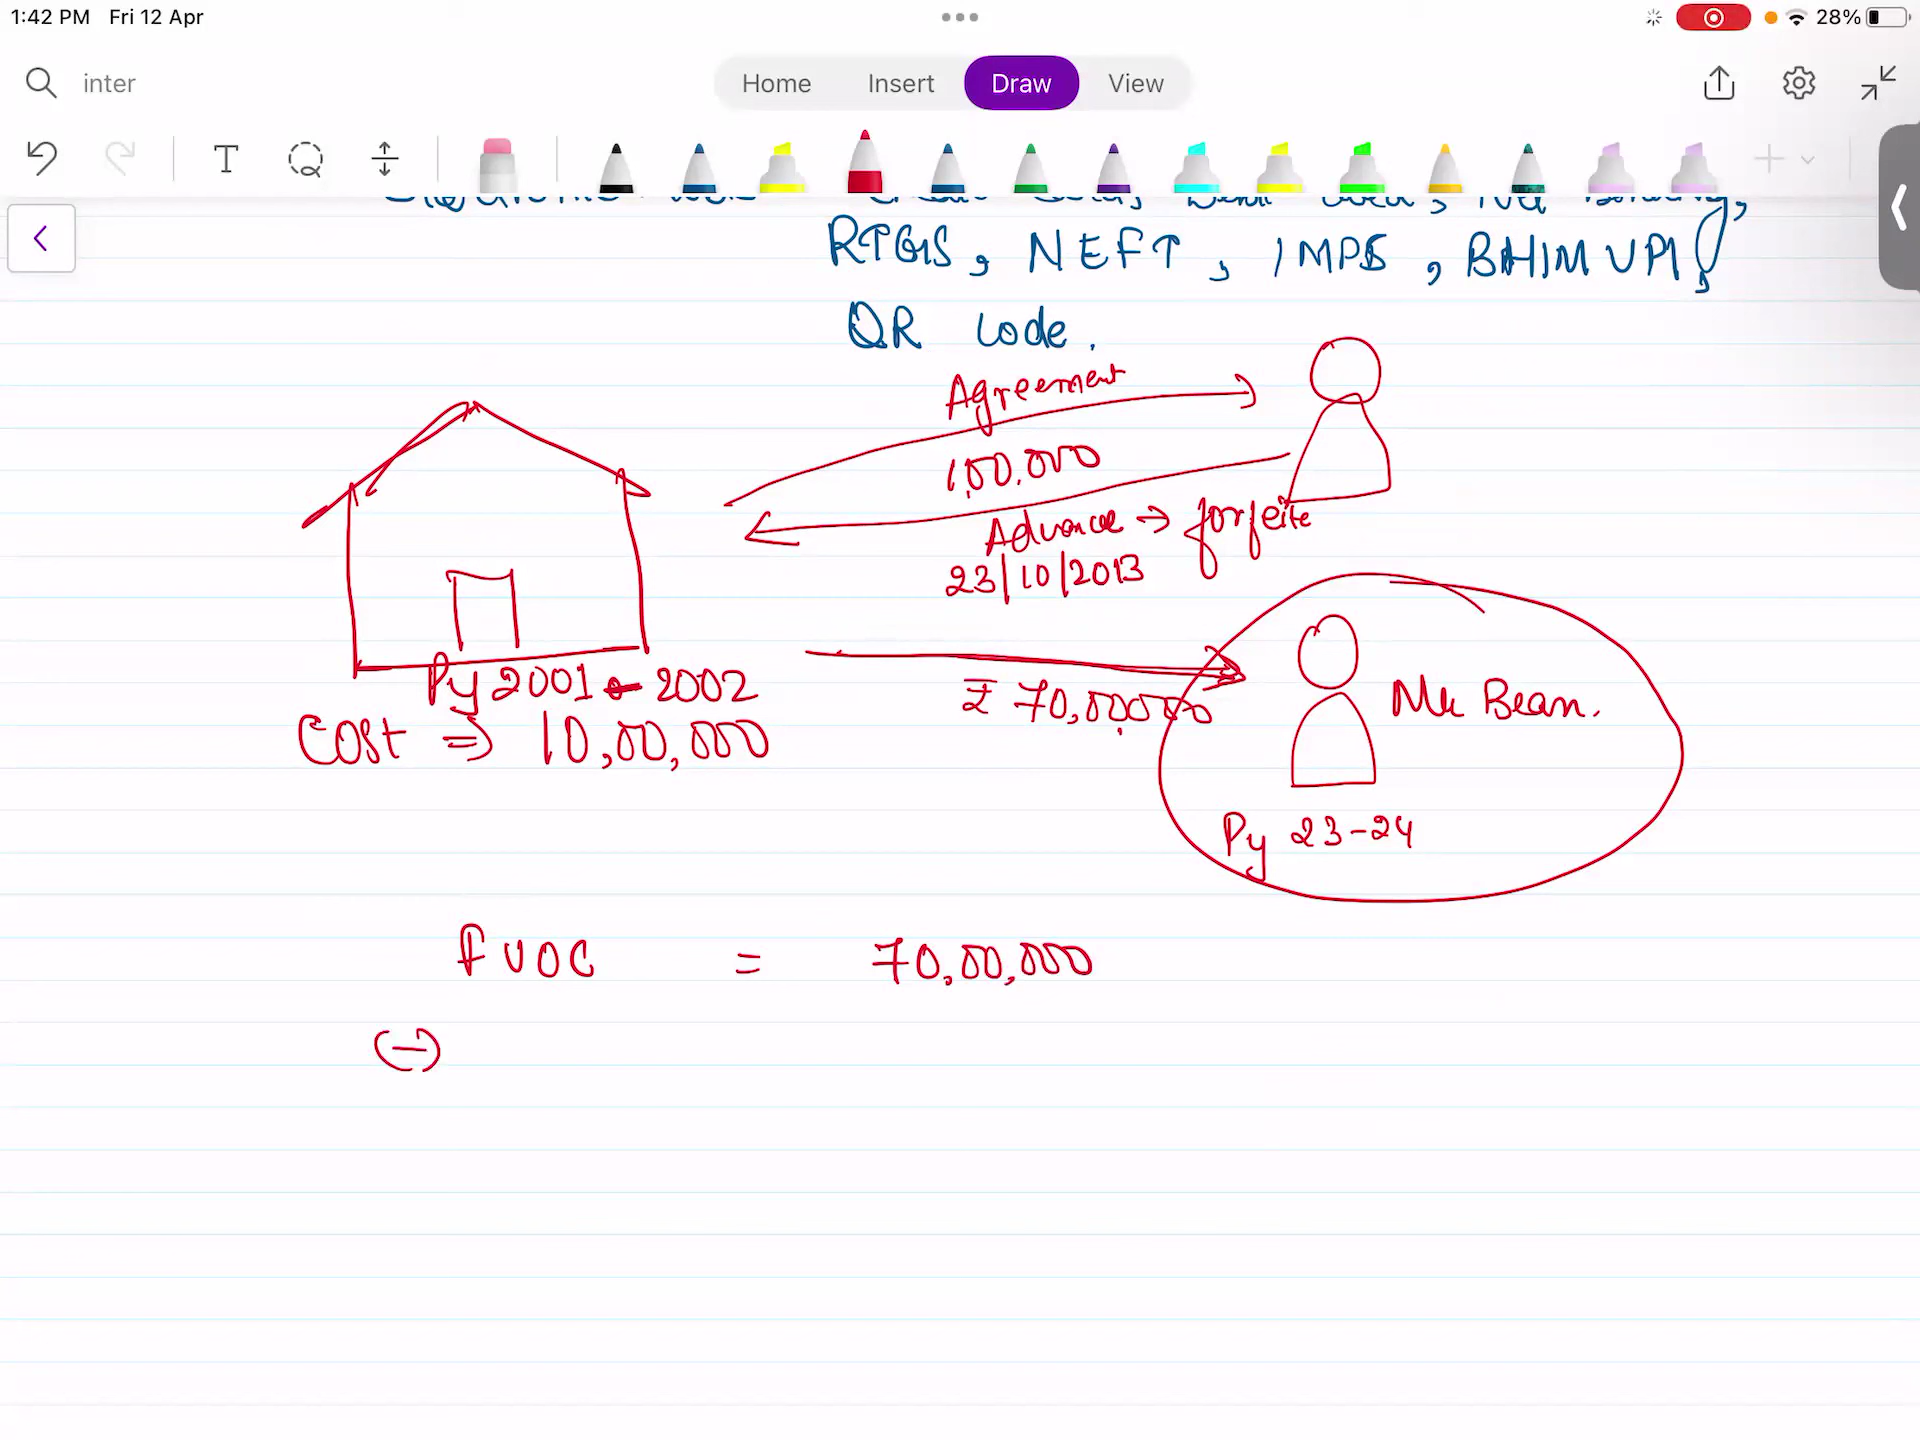 1:42 PM Fri 12 Apr
28%
inter
Home Insert Draw View
T
RTGS, NEFT, IMPS, BHIM UPI,
QR code.
Agreement
1,00,000
Advance → forfeite
23/10/2013
Py 2001 - 2002
Cost ⇒ 10,00,000
₹ 70,00000
Mr Bean.
Py 23-24
FVOC = 70,00,000
(-)